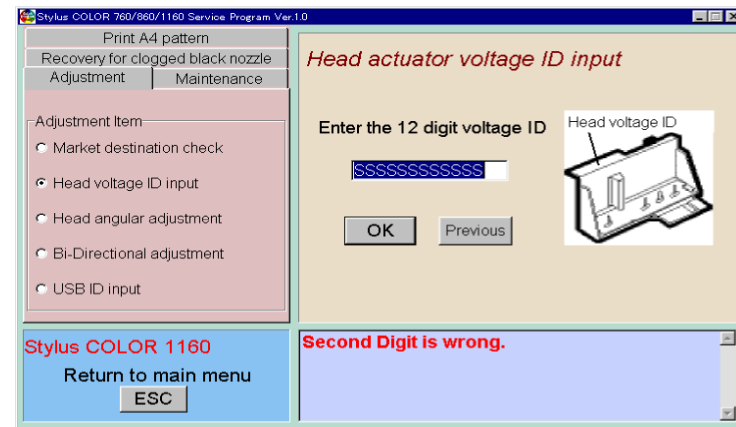 Stylus COLOR 760/860/1160 Service Program Ver.1.0
Print A4 pattern
Recovery for clogged black nozzle
Adjustment
Maintenance
Adjustment Item
Market destination check
Head voltage ID input
Head angular adjustment
Bi-Directional adjustment
USB ID input
Head actuator voltage ID input
Enter the 12 digit voltage ID
SSSSSSSSSSSS
OK
Previous
Head voltage ID
Stylus COLOR 1160
Return to main menu
ESC
Second Digit is wrong.